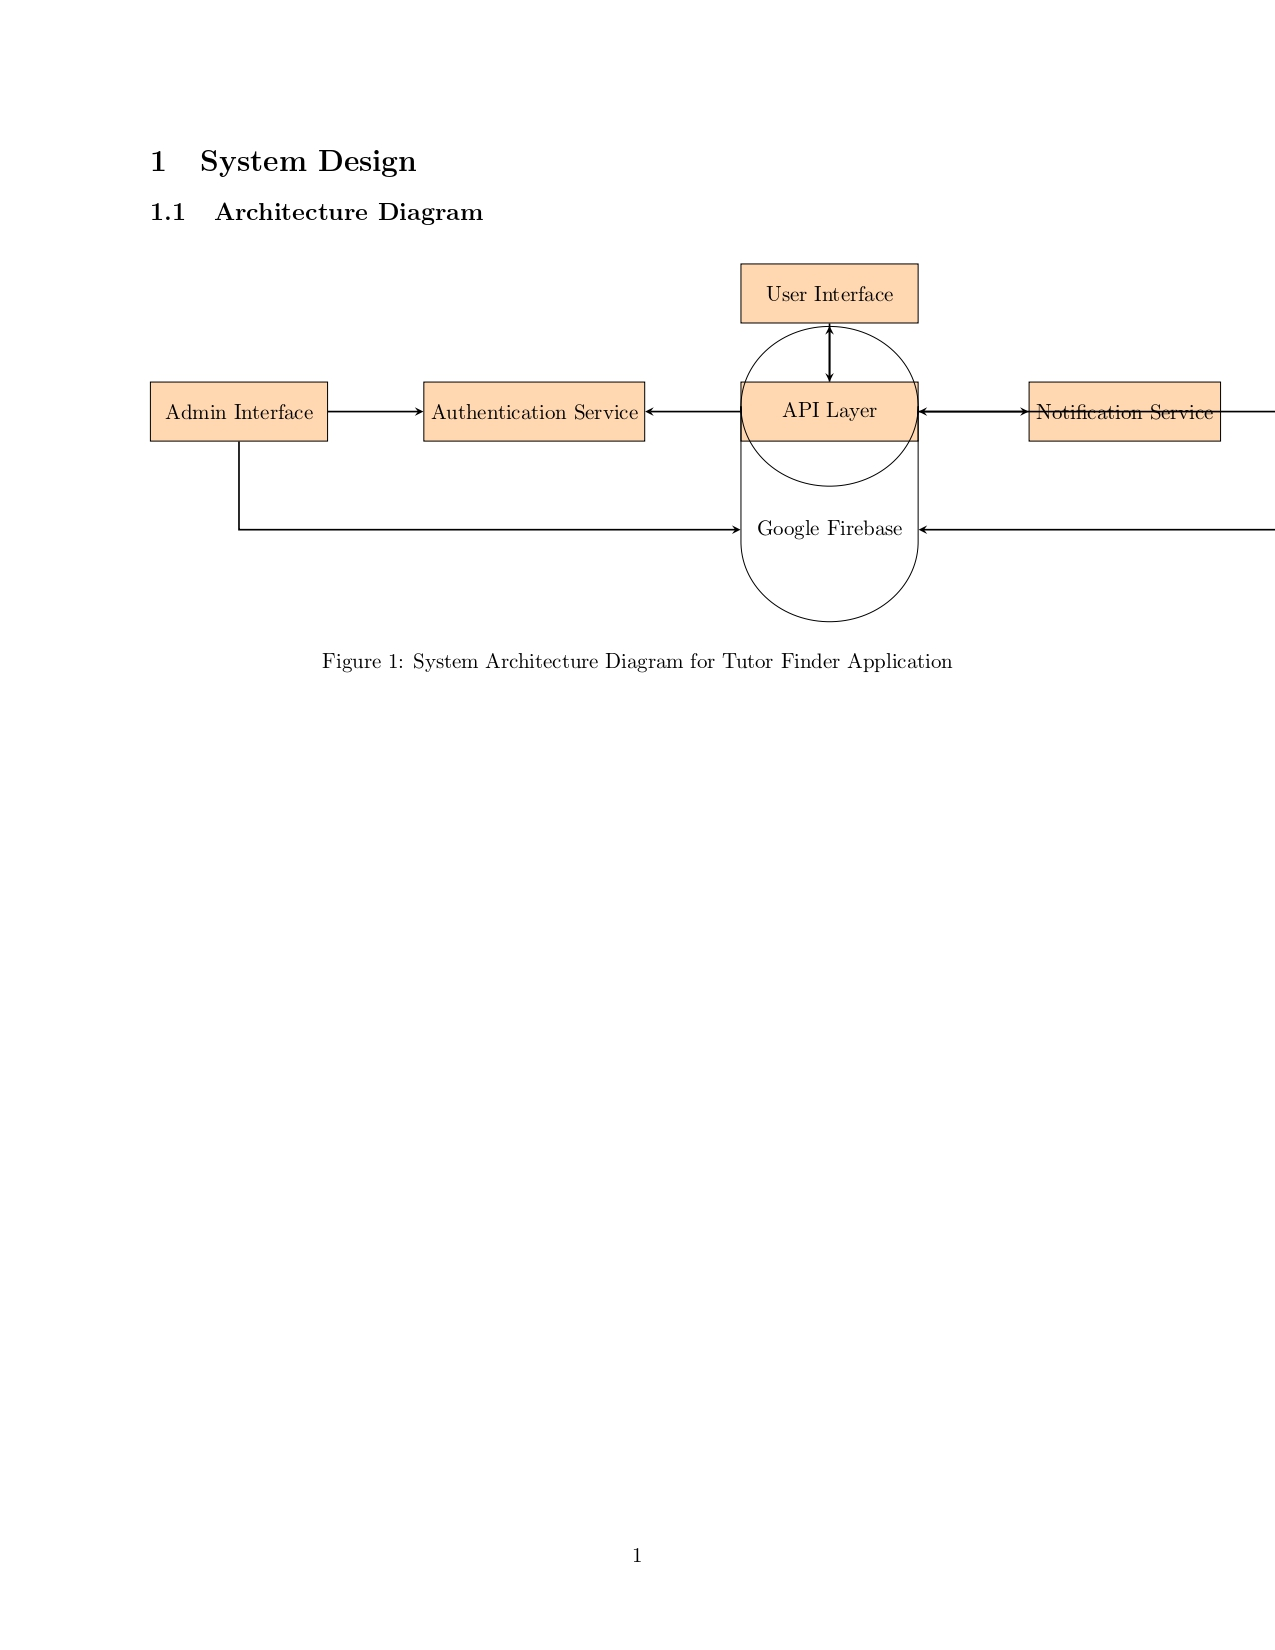 1 System Design
1.1 Architecture Diagram
User Interface
Admin Interface
Authentication Service
API Layer
Notification Service
Google Firebase
Figure 1: System Architecture Diagram for Tutor Finder Application
1